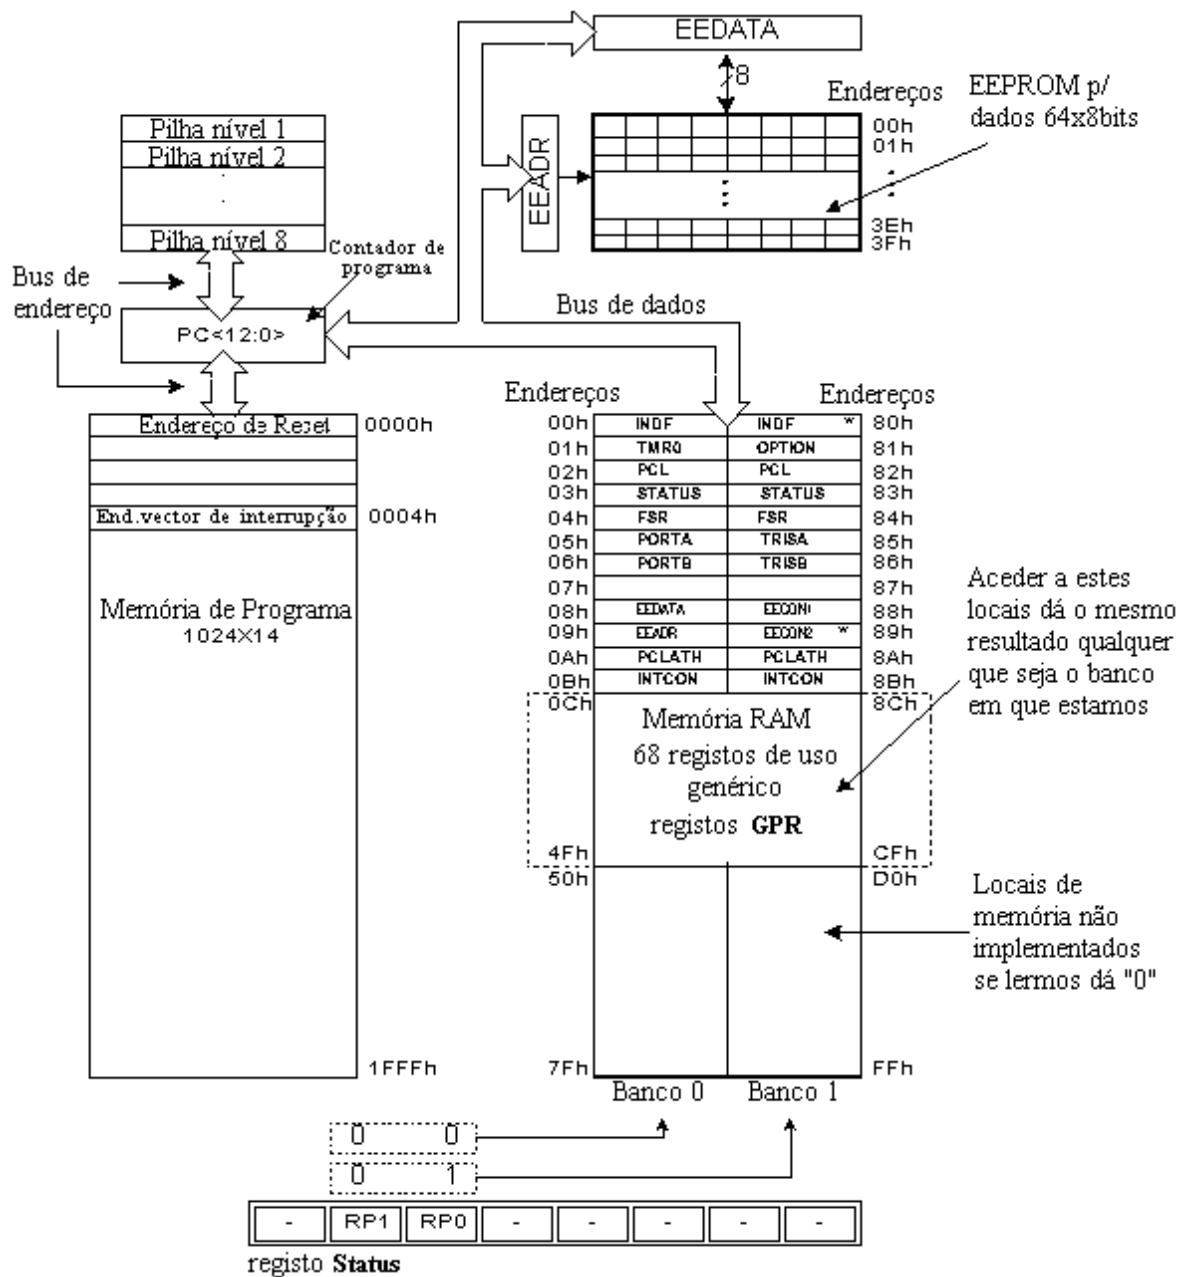 EEDATA
8
Endereços
EEPROM p/
dados 64x8bits
00h
01h
3Eh
3Fh
EEADR
Pilha nível 1
Pilha nível 2
Pilha nível 8
Contador de
programa
Bus de
endereço
PC<12:0>
Bus de dados
Endereço de Reset
0000h
End.vector de interrupção
0004h
Memória de Programa
1024X14
1FFFh
Endereços
Endereços
00h INDF INDF * 80h
01h TMR0 OPTION 81h
02h PCL PCL 82h
03h STATUS STATUS 83h
04h FSR FSR 84h
05h PORTA TRISA 85h
06h PORTB TRISB 86h
07h 87h
08h EEDATA EECON1 88h
09h EEADR EECON2 * 89h
0Ah PCLATH PCLATH 8Ah
0Bh INTCON INTCON 8Bh
0Ch 8Ch
Memória RAM
68 registos de uso
genérico
registos GPR
4Fh CFh
50h D0h
7Fh FFh
Banco 0 Banco 1
Aceder a estes
locais dá o mesmo
resultado qualquer
que seja o banco
em que estamos
Locais de
memória não
implementados
se lermos dá "0"
0 0
0 1
- RP1 RP0 - - - - -
registo Status